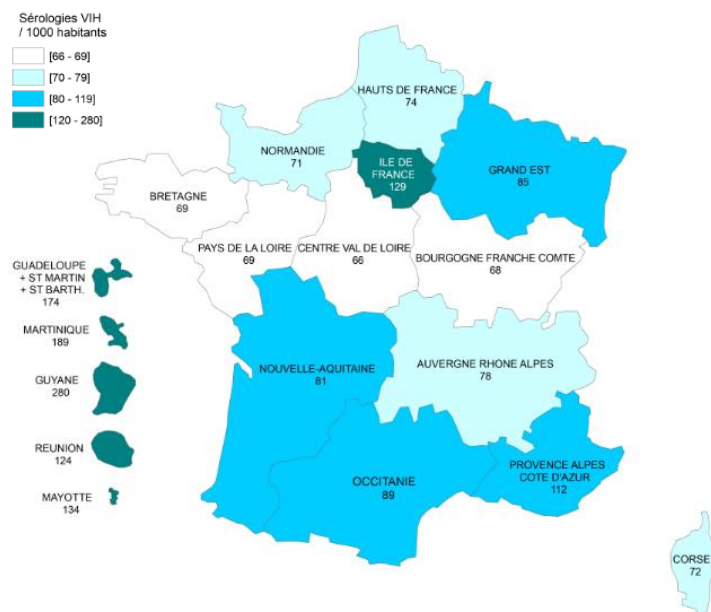 Sérologies VIH
/ 1000 habitants
[66 - 69]
[70 - 79]
[80 - 119]
[120 - 280]
HAUTS DE FRANCE
74
NORMANDIE
71
ILE DE
FRANCE
129
GRAND EST
85
BRETAGNE
69
PAYS DE LA LOIRE
69
CENTRE VAL DE LOIRE
66
BOURGOGNE FRANCHE COMTE
68
GUADELOUPE
+ ST MARTIN
+ ST BARTH.
174
MARTINIQUE
189
GUYANE
280
REUNION
124
MAYOTTE
134
NOUVELLE-AQUITAINE
81
AUVERGNE RHONE ALPES
78
OCCITANIE
89
PROVENCE ALPES
COTE D'AZUR
112
CORSE
72